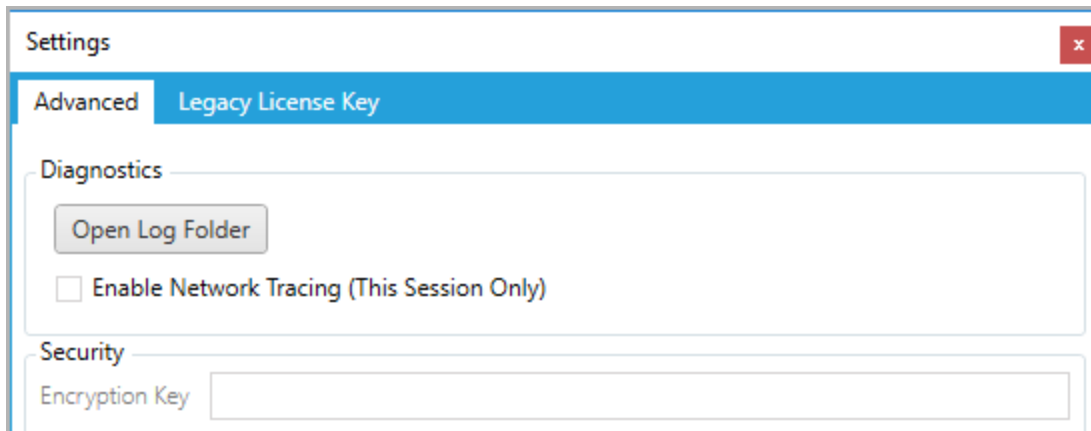 Settings
x
Advanced Legacy License Key
Diagnostics
Open Log Folder
Enable Network Tracing (This Session Only)
Security
Encryption Key